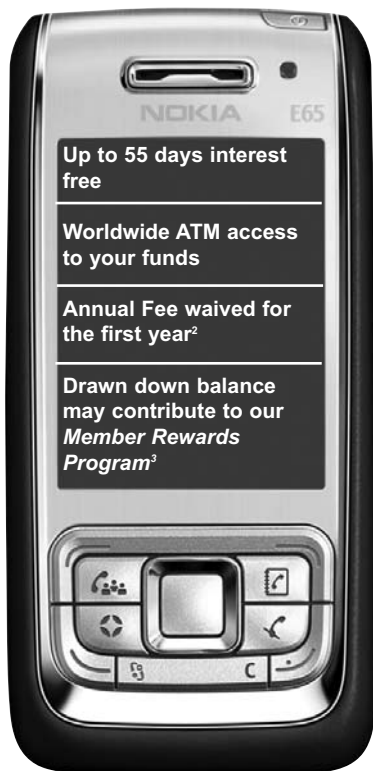 NOKIA E65
Up to 55 days interest
free
Worldwide ATM access
to your funds
Annual Fee waived for
the first year²
Drawn down balance
may contribute to our
Member Rewards
Program³
C